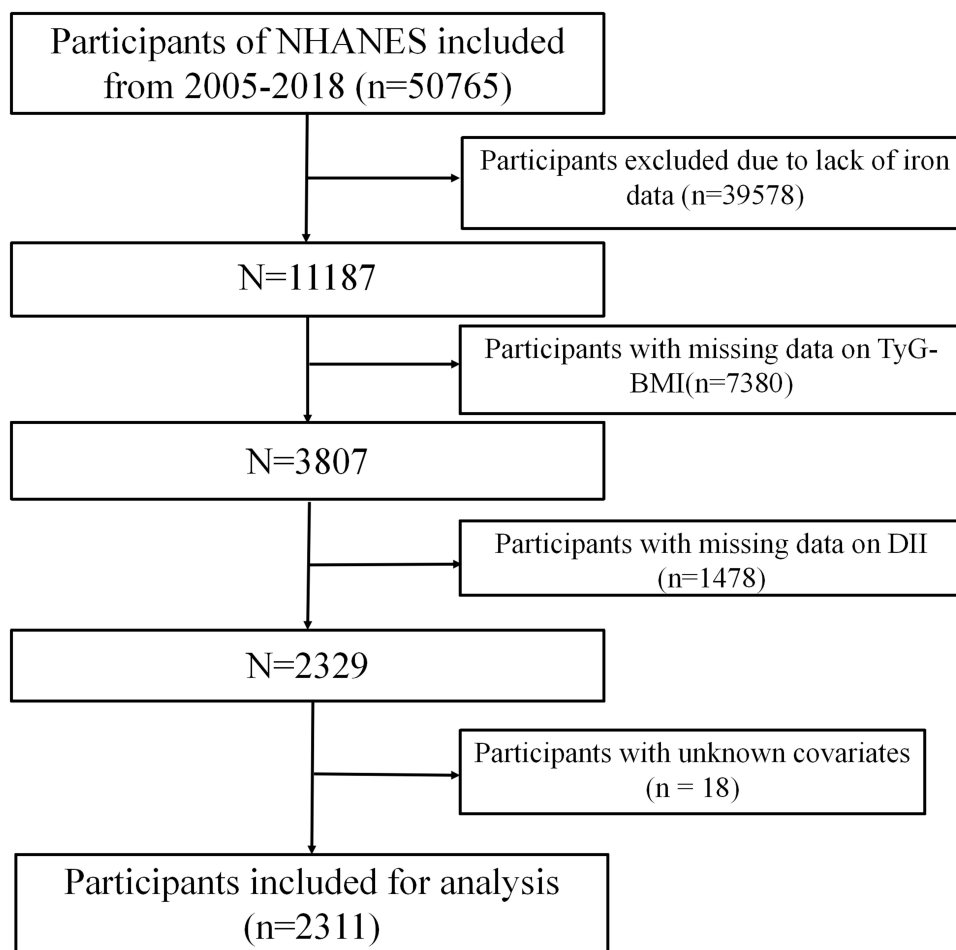 Participants of NHANES included
from 2005-2018 (n=50765)
Participants excluded due to lack of iron
data (n=39578)
N=11187
Participants with missing data on TyG-
BMI(n=7380)
N=3807
Participants with missing data on DII
(n=1478)
N=2329
Participants with unknown covariates
(n = 18)
Participants included for analysis
(n=2311)